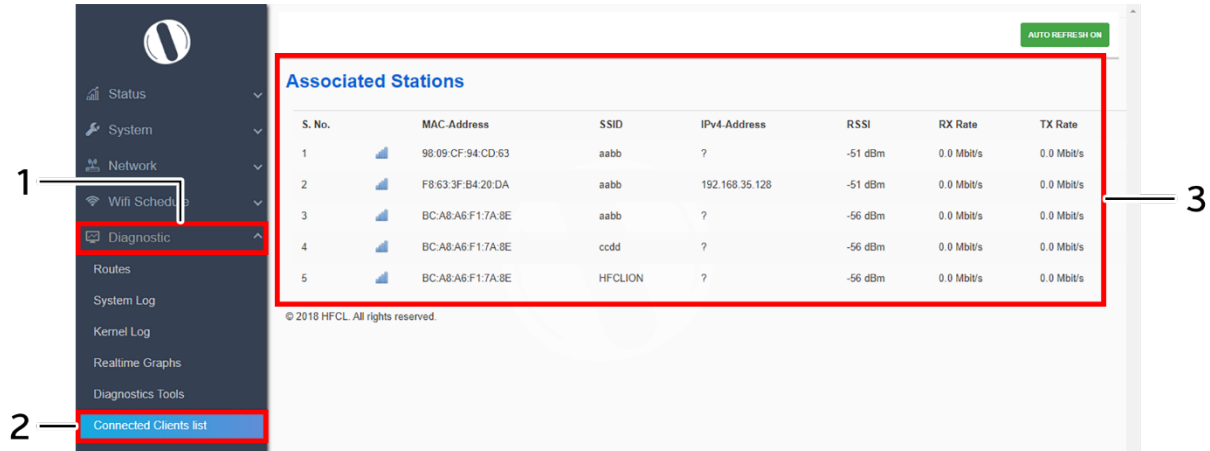 AUTO REFRESH ON
Status
System
Network
Wifi Schedule
Diagnostic
Routes
System Log
Kernel Log
Realtime Graphs
Diagnostics Tools
Connected Clients list
1
2
Associated Stations
S. No. MAC-Address SSID IPv4-Address RSSI RX Rate TX Rate
1 98:09:CF:94:CD:63 aabb ? -51 dBm 0.0 Mbit/s 0.0 Mbit/s
2 F8:63:3F:B4:20:DA aabb 192.168.35.128 -51 dBm 0.0 Mbit/s 0.0 Mbit/s
3 BC:A8:A6:F1:7A:8E aabb ? -56 dBm 0.0 Mbit/s 0.0 Mbit/s
4 BC:A8:A6:F1:7A:8E ccdd ? -56 dBm 0.0 Mbit/s 0.0 Mbit/s
5 BC:A8:A6:F1:7A:8E HFCLION ? -56 dBm 0.0 Mbit/s 0.0 Mbit/s
3
© 2018 HFCL. All rights reserved.